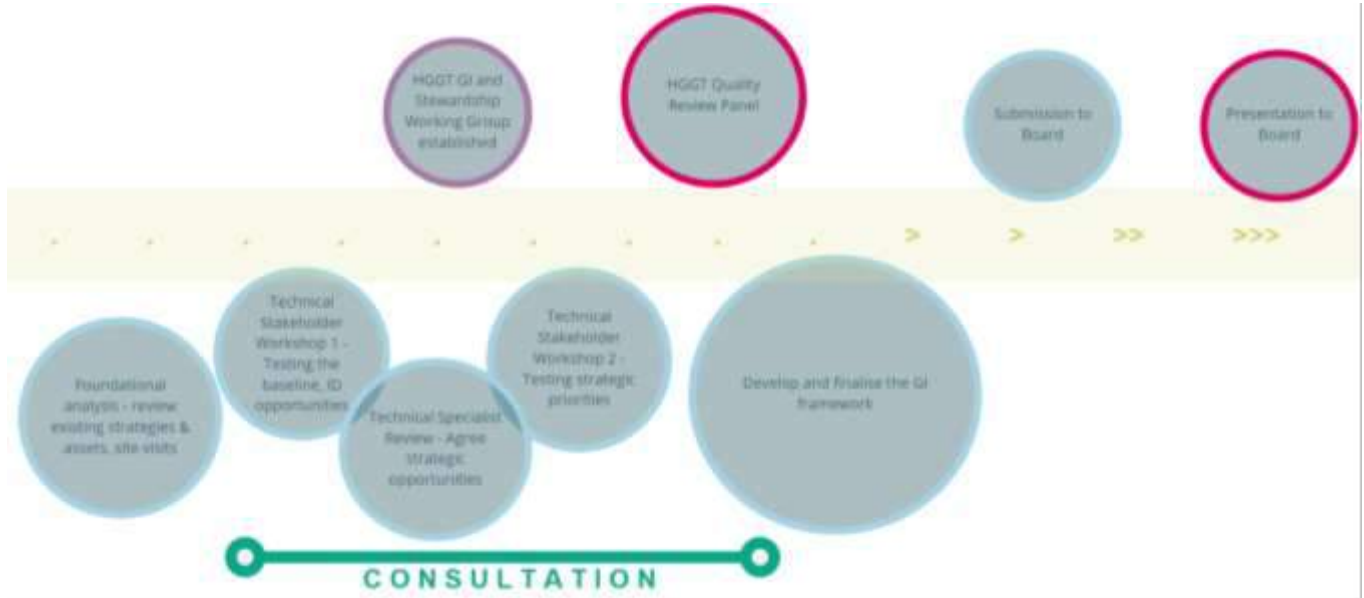 HGGT GI and
Stewardship
Working Group
established
HGGT Quality
Review Panel
Submission to
Board
Presentation to
Board
> > >> >>>
Foundational
analysis - review
existing strategies &
assets, site visits
Technical
Stakeholder
Workshop 1 -
Testing the
baseline, ID
opportunities
Technical Specialist
Review - Agree
strategic
opportunities
Technical
Stakeholder
Workshop 2 -
Testing strategic
priorities
Develop and finalise the GI
framework
CONSULTATION